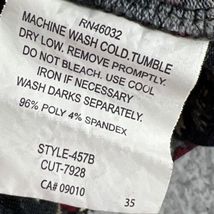 RN46032
MACHINE WASH COLD. TUMBLE
DRY LOW. REMOVE PROMPTLY.
DO NOT BLEACH. USE COOL
IRON IF NECESSARY
WASH DARKS SEPARATELY.
96% POLY 4% SPANDEX
STYLE-457B
CUT-7928
CA# 09010
35